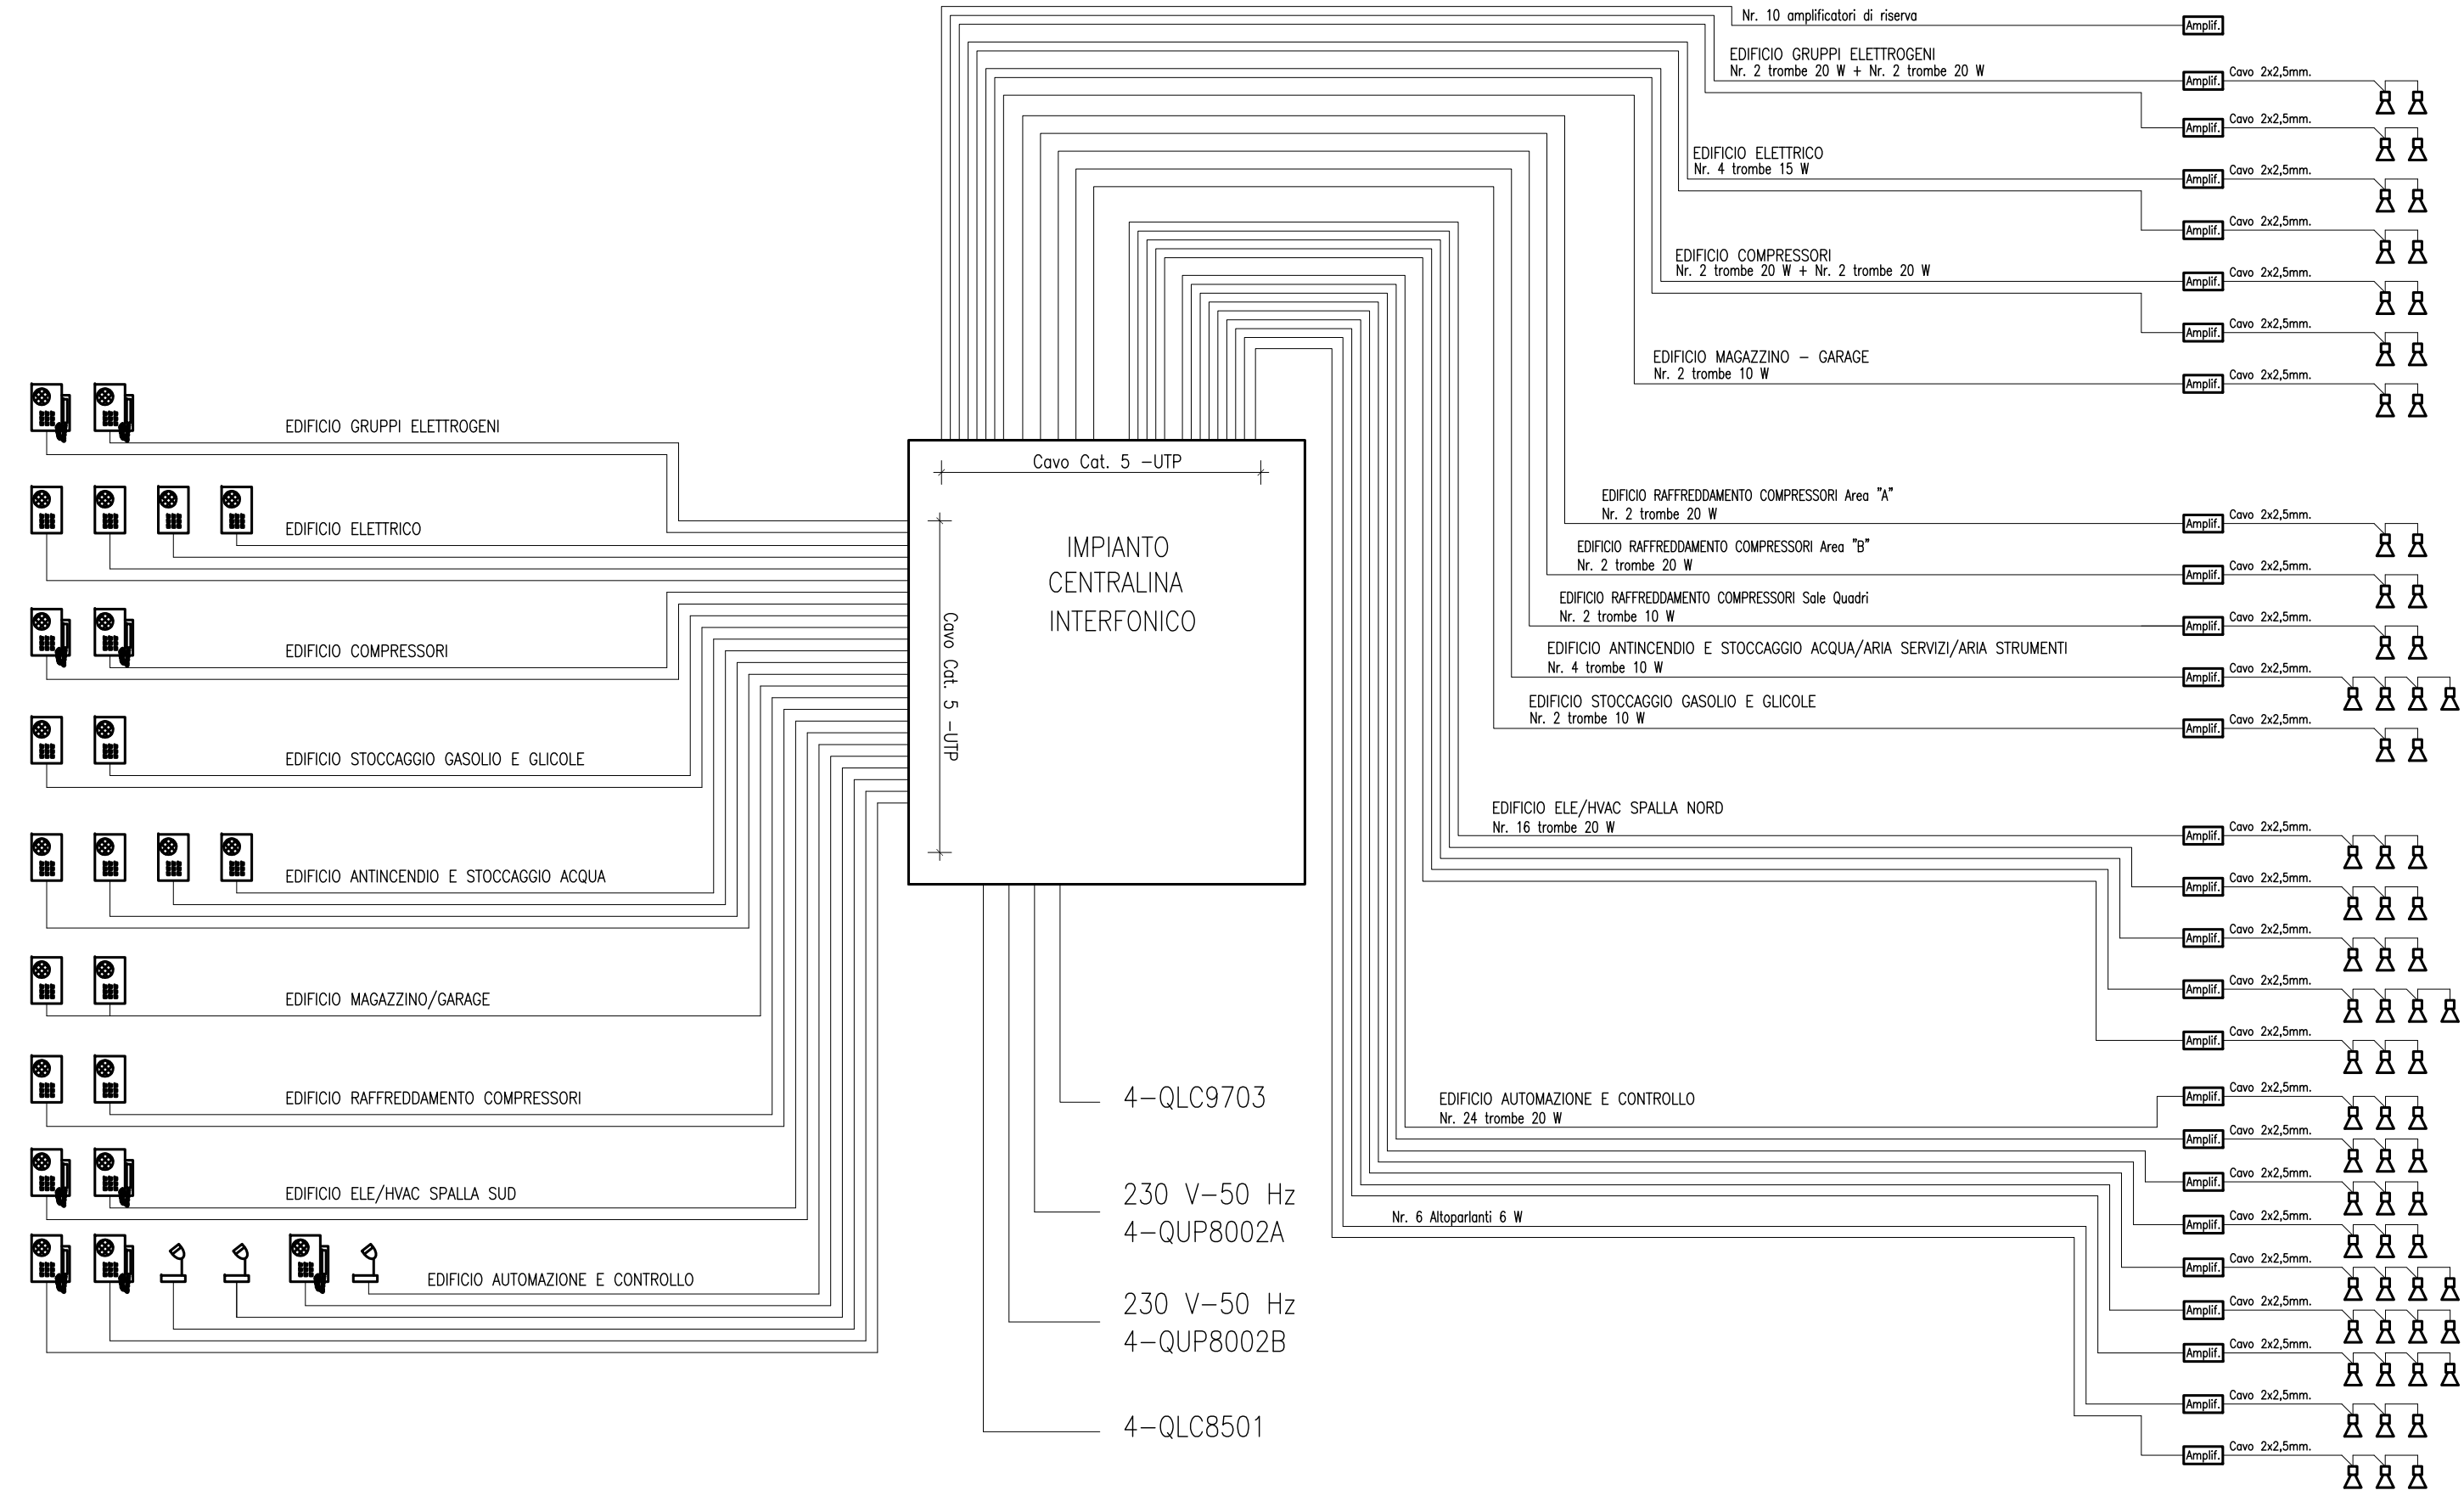 Nr. 10 amplificatori di riserva
Amplif.
EDIFICIO GRUPPI ELETTROGENI
Nr. 2 trombe 20 W + Nr. 2 trombe 20 W
Amplif. Cavo 2x2,5mm.
Amplif. Cavo 2x2,5mm.
EDIFICIO ELETTRICO
Nr. 4 trombe 15 W
Amplif. Cavo 2x2,5mm.
Amplif. Cavo 2x2,5mm.
EDIFICIO COMPRESSORI
Nr. 2 trombe 20 W + Nr. 2 trombe 20 W
Amplif. Cavo 2x2,5mm.
Amplif. Cavo 2x2,5mm.
EDIFICIO MAGAZZINO - GARAGE
Nr. 2 trombe 10 W
Amplif. Cavo 2x2,5mm.
EDIFICIO RAFFREDDAMENTO COMPRESSORI Area "A"
Nr. 2 trombe 20 W
Amplif. Cavo 2x2,5mm.
EDIFICIO RAFFREDDAMENTO COMPRESSORI Area "B"
Nr. 2 trombe 20 W
Amplif. Cavo 2x2,5mm.
EDIFICIO RAFFREDDAMENTO COMPRESSORI Sale Quadri
Nr. 2 trombe 10 W
Amplif. Cavo 2x2,5mm.
EDIFICIO ANTINCENDIO E STOCCAGGIO ACQUA/ARIA SERVIZI/ARIA STRUMENTI
Nr. 4 trombe 10 W
Amplif. Cavo 2x2,5mm.
EDIFICIO STOCCAGGIO GASOLIO E GLICOLE
Nr. 2 trombe 10 W
Amplif. Cavo 2x2,5mm.
EDIFICIO ELE/HVAC SPALLA NORD
Nr. 16 trombe 20 W
Amplif. Cavo 2x2,5mm.
Amplif. Cavo 2x2,5mm.
Amplif. Cavo 2x2,5mm.
Amplif. Cavo 2x2,5mm.
Amplif. Cavo 2x2,5mm.
EDIFICIO AUTOMAZIONE E CONTROLLO
Nr. 24 trombe 20 W
Amplif. Cavo 2x2,5mm.
Amplif. Cavo 2x2,5mm.
Amplif. Cavo 2x2,5mm.
Amplif. Cavo 2x2,5mm.
Amplif. Cavo 2x2,5mm.
Amplif. Cavo 2x2,5mm.
Amplif. Cavo 2x2,5mm.
Nr. 6 Altoparlanti 6 W
Amplif. Cavo 2x2,5mm.
Amplif. Cavo 2x2,5mm.
Cavo Cat. 5 -UTP
Cavo Cat. 5 -UTP
IMPIANTO
CENTRALINA
INTERFONICO
EDIFICIO GRUPPI ELETTROGENI
EDIFICIO ELETTRICO
EDIFICIO COMPRESSORI
EDIFICIO STOCCAGGIO GASOLIO E GLICOLE
EDIFICIO ANTINCENDIO E STOCCAGGIO ACQUA
EDIFICIO MAGAZZINO/GARAGE
EDIFICIO RAFFREDDAMENTO COMPRESSORI
EDIFICIO ELE/HVAC SPALLA SUD
EDIFICIO AUTOMAZIONE E CONTROLLO
4-QLC9703
230 V-50 Hz
4-QUP8002A
230 V-50 Hz
4-QUP8002B
4-QLC8501